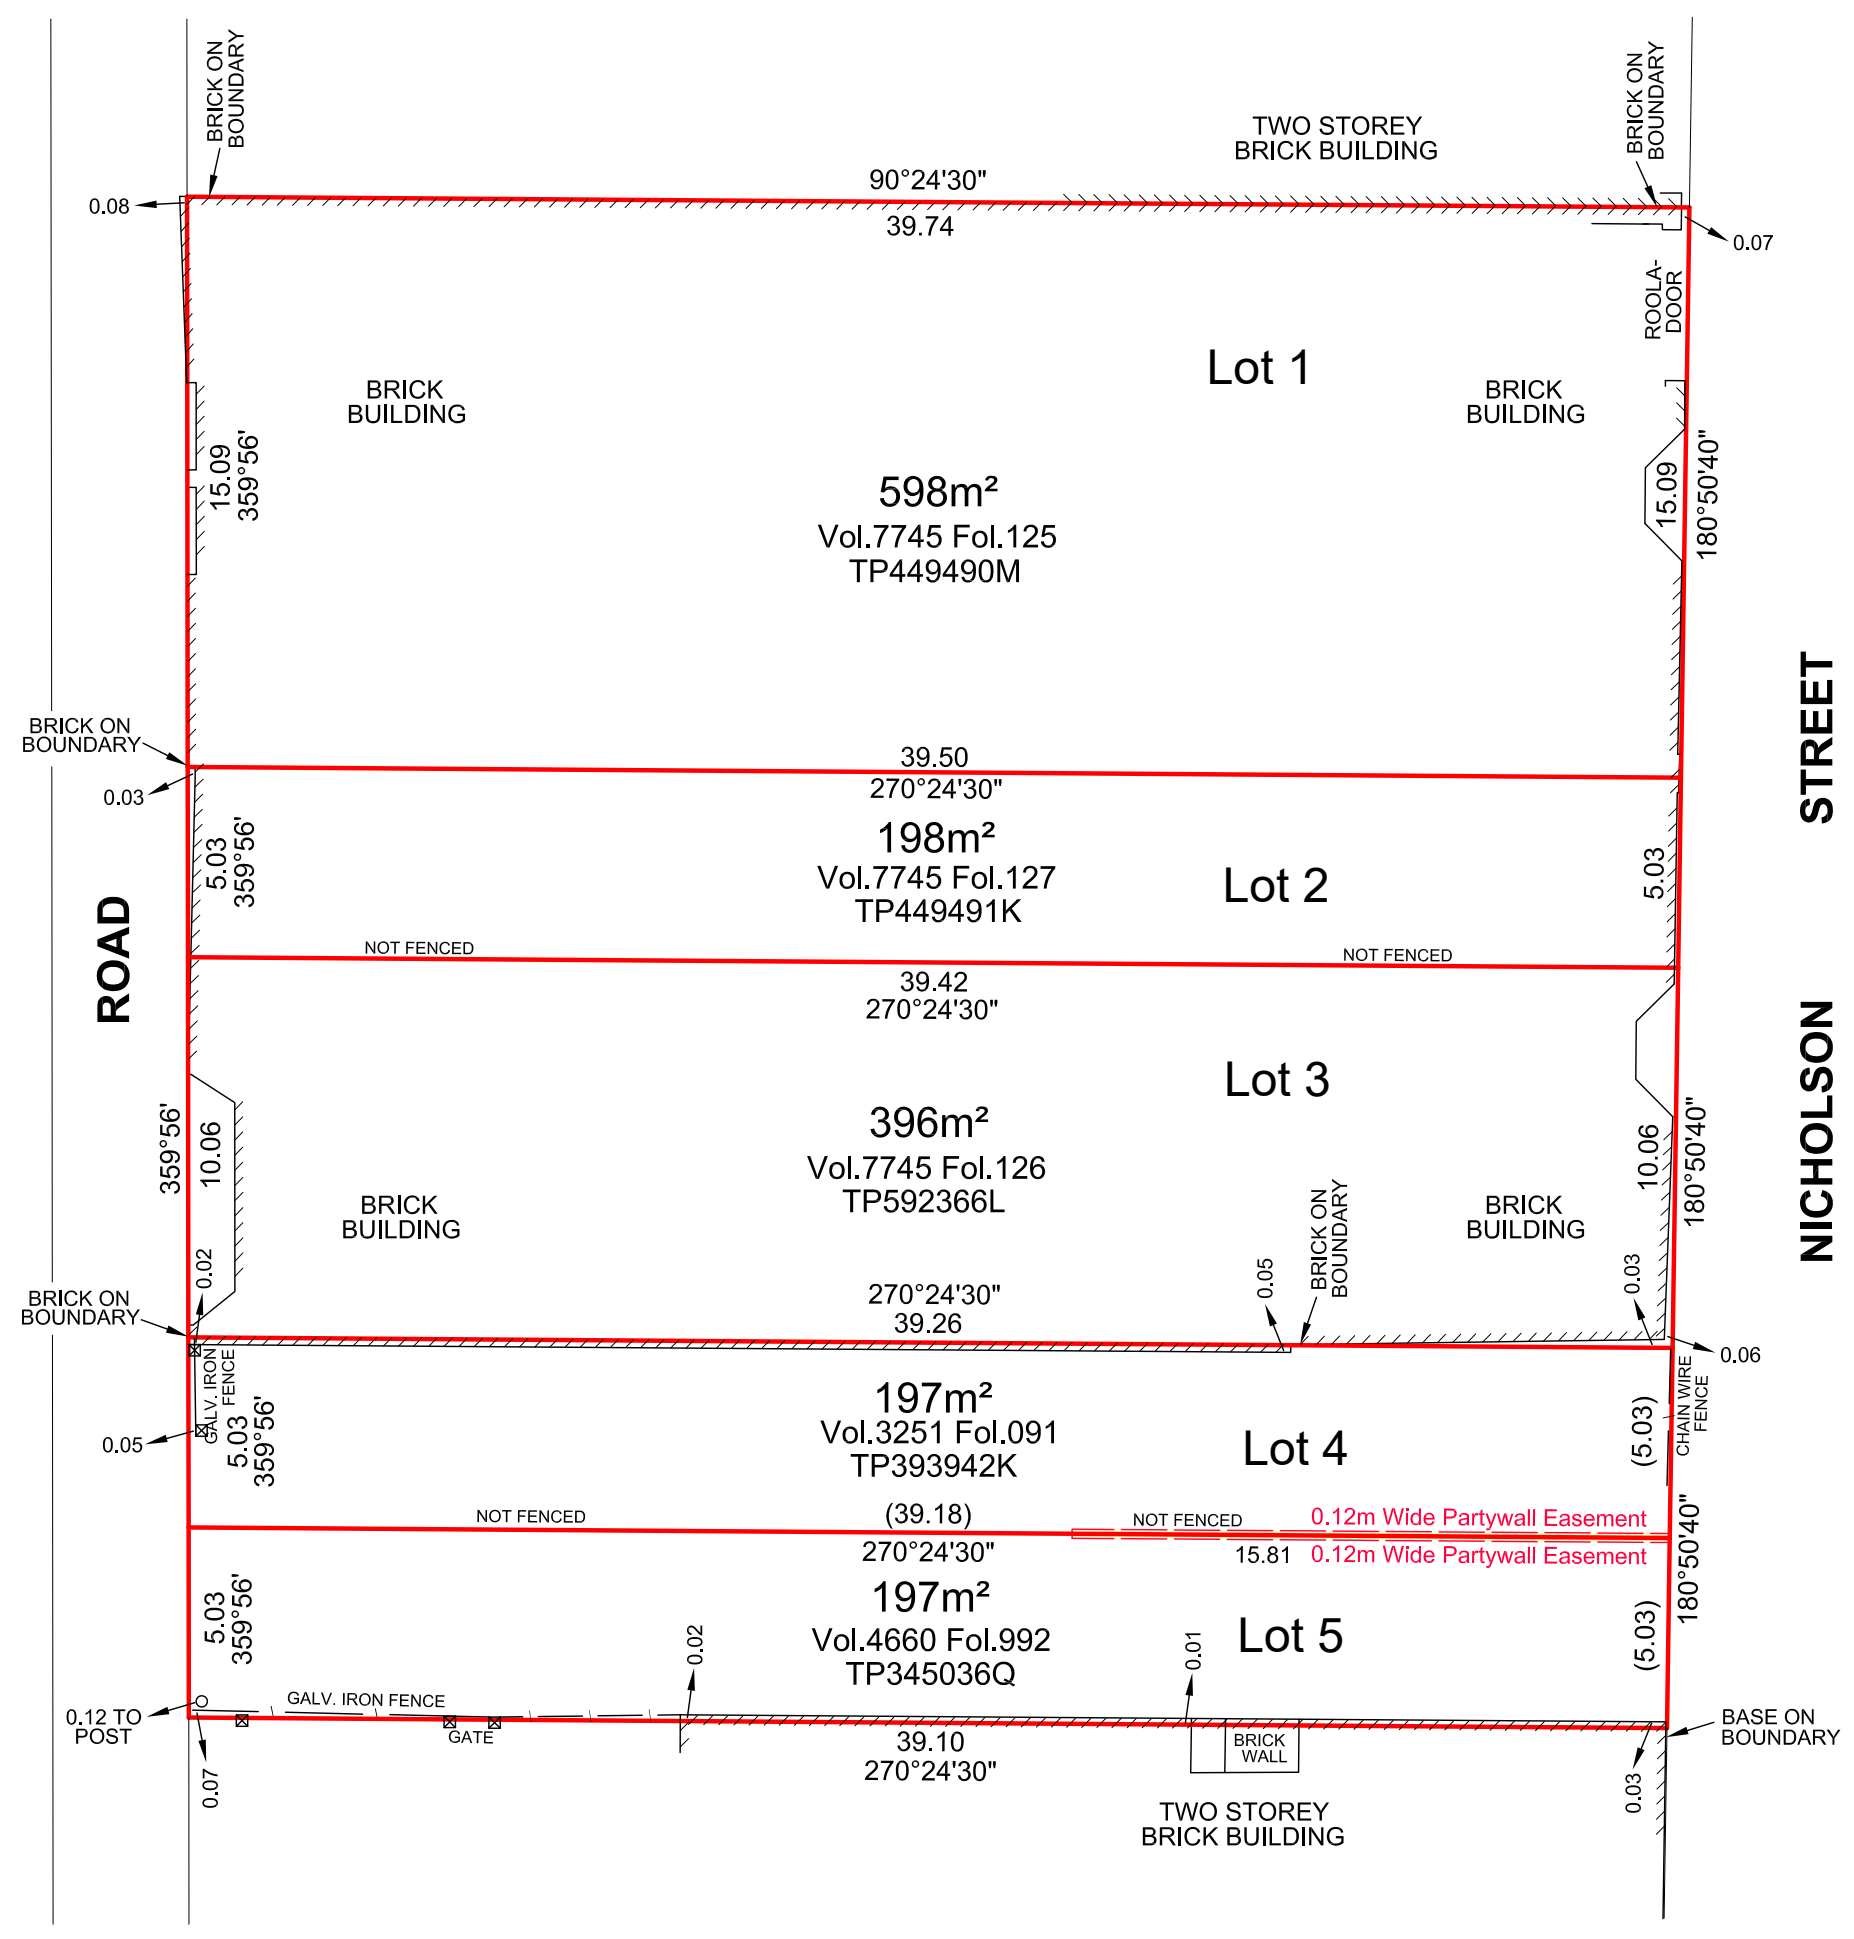 BRICK ON
BOUNDARY
BRICK ON
BOUNDARY
TWO STOREY
BRICK BUILDING
90°24'30"
0.08
39.74
0.07
ROOLA-
DOOR
Lot 1
BRICK
BUILDING
BRICK
BUILDING
15.09
359°56'
15.09
180°50'40"
598m²
Vol.7745 Fol.125
TP449490M
STREET
BRICK ON
BOUNDARY
39.50
270°24'30"
0.03
5.03
359°56'
198m²
Vol.7745 Fol.127
TP449491K
Lot 2
5.03
ROAD
NOT FENCED
NOT FENCED
39.42
270°24'30"
NICHOLSON
Lot 3
359°56'
10.06
396m²
Vol.7745 Fol.126
TP592366L
10.06
180°50'40"
BRICK
BUILDING
BRICK ON
BOUNDARY
BRICK
BUILDING
0.02
0.05
0.03
BRICK ON
BOUNDARY
270°24'30"
39.26
0.06
GALV. IRON
FENCE
CHAIN WIRE
FENCE
197m²
Vol.3251 Fol.091
TP393942K
Lot 4
0.05
5.03
359°56'
(5.03)
NOT FENCED
(39.18)
NOT FENCED
0.12m Wide Partywall Easement
270°24'30"
15.81
0.12m Wide Partywall Easement
180°50'40"
5.03
359°56'
197m²
Vol.4660 Fol.992
TP345036Q
Lot 5
(5.03)
0.02
0.01
GALV. IRON FENCE
0.12 TO
POST
GATE
39.10
270°24'30"
BRICK
WALL
BASE ON
BOUNDARY
0.07
0.03
TWO STOREY
BRICK BUILDING